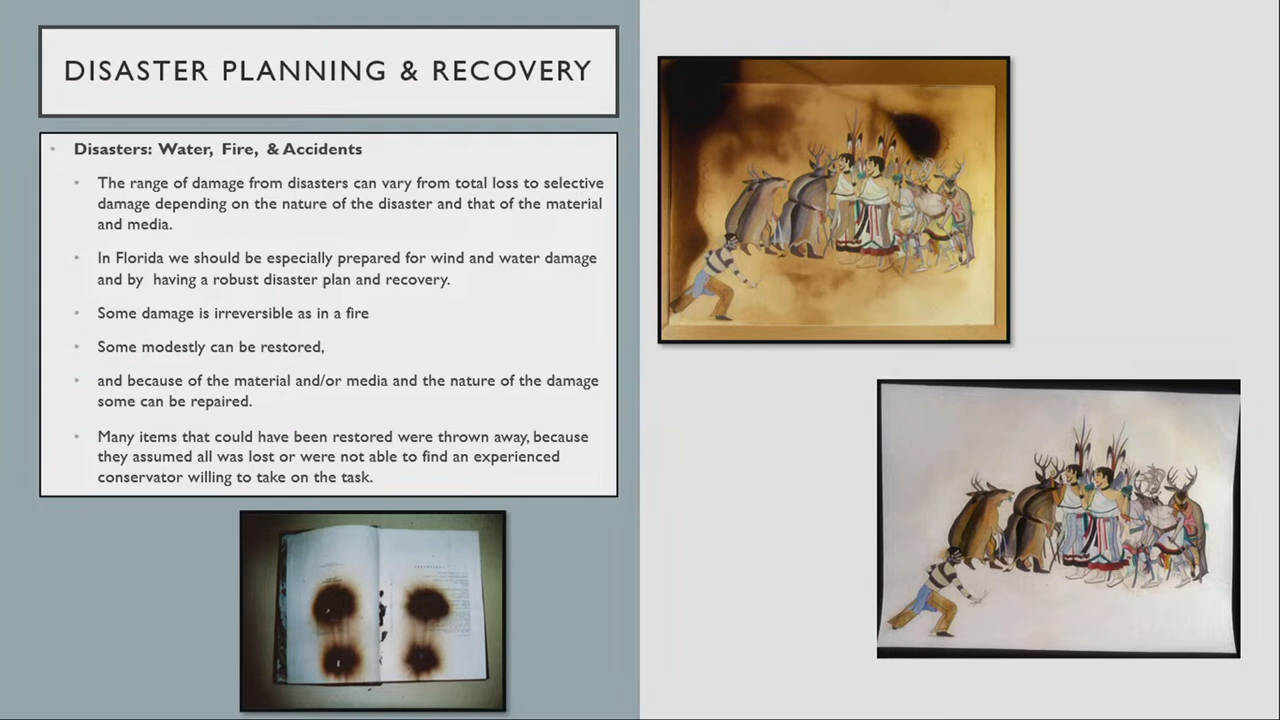 DISASTER PLANNING & RECOVERY
Disasters: Water, Fire, & Accidents
The range of damage from disasters can vary from total loss to selective
damage depending on the nature of the disaster and that of the material
and media.
In Florida we should be especially prepared for wind and water damage
and by having a robust disaster plan and recovery.
Some damage is irreversible as in a fire
Some modestly can be restored,
and because of the material and/or media and the nature of the damage
some can be repaired.
Many items that could have been restored were thrown away, because
they assumed all was lost or were not able to find an experienced
conservator willing to take on the task.